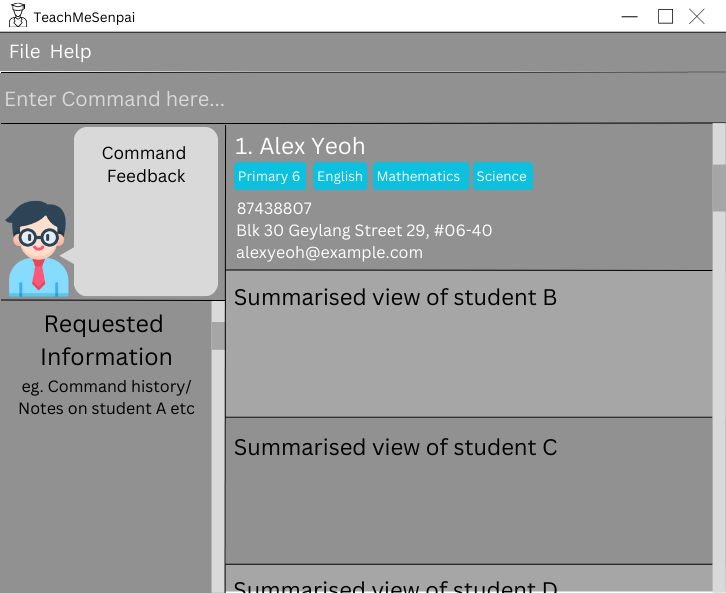 TeachMeSenpai
File Help
Enter Command here...
Command
Feedback
Requested
Information
eg. Command history/
Notes on student A etc
1. Alex Yeoh
Primary 6 English Mathematics Science
87438807
Blk 30 Geylang Street 29, #06-40
alexyeoh@example.com
Summarised view of student B
Summarised view of student C
Summarised view of student D